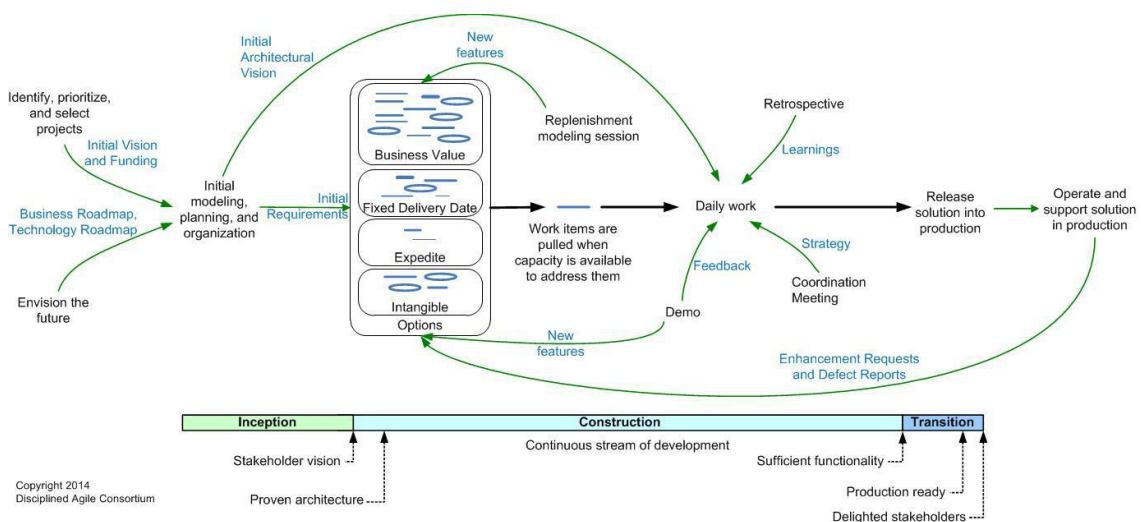 Initial
Architectural
Vision
New
features
Identify, prioritize,
and select
projects
Initial Vision
and Funding
Business Roadmap,
Technology Roadmap
Envision the
future
Initial
modeling,
planning, and
organization
Initial
Requirements
Business Value
Fixed Delivery Date
Expedite
Intangible
Options
Replenishment
modeling session
Work items are
pulled when
capacity is available
to address them
Retrospective
Learnings
Daily work
Strategy
Coordination
Meeting
Feedback
Demo
New
features
Release
solution into
production
Operate and
support solution
in production
Enhancement Requests
and Defect Reports
Inception
Construction
Transition
Continuous stream of development
Stakeholder vision
Proven architecture
Sufficient functionality
Production ready
Delighted stakeholders
Copyright 2014
Disciplined Agile Consortium